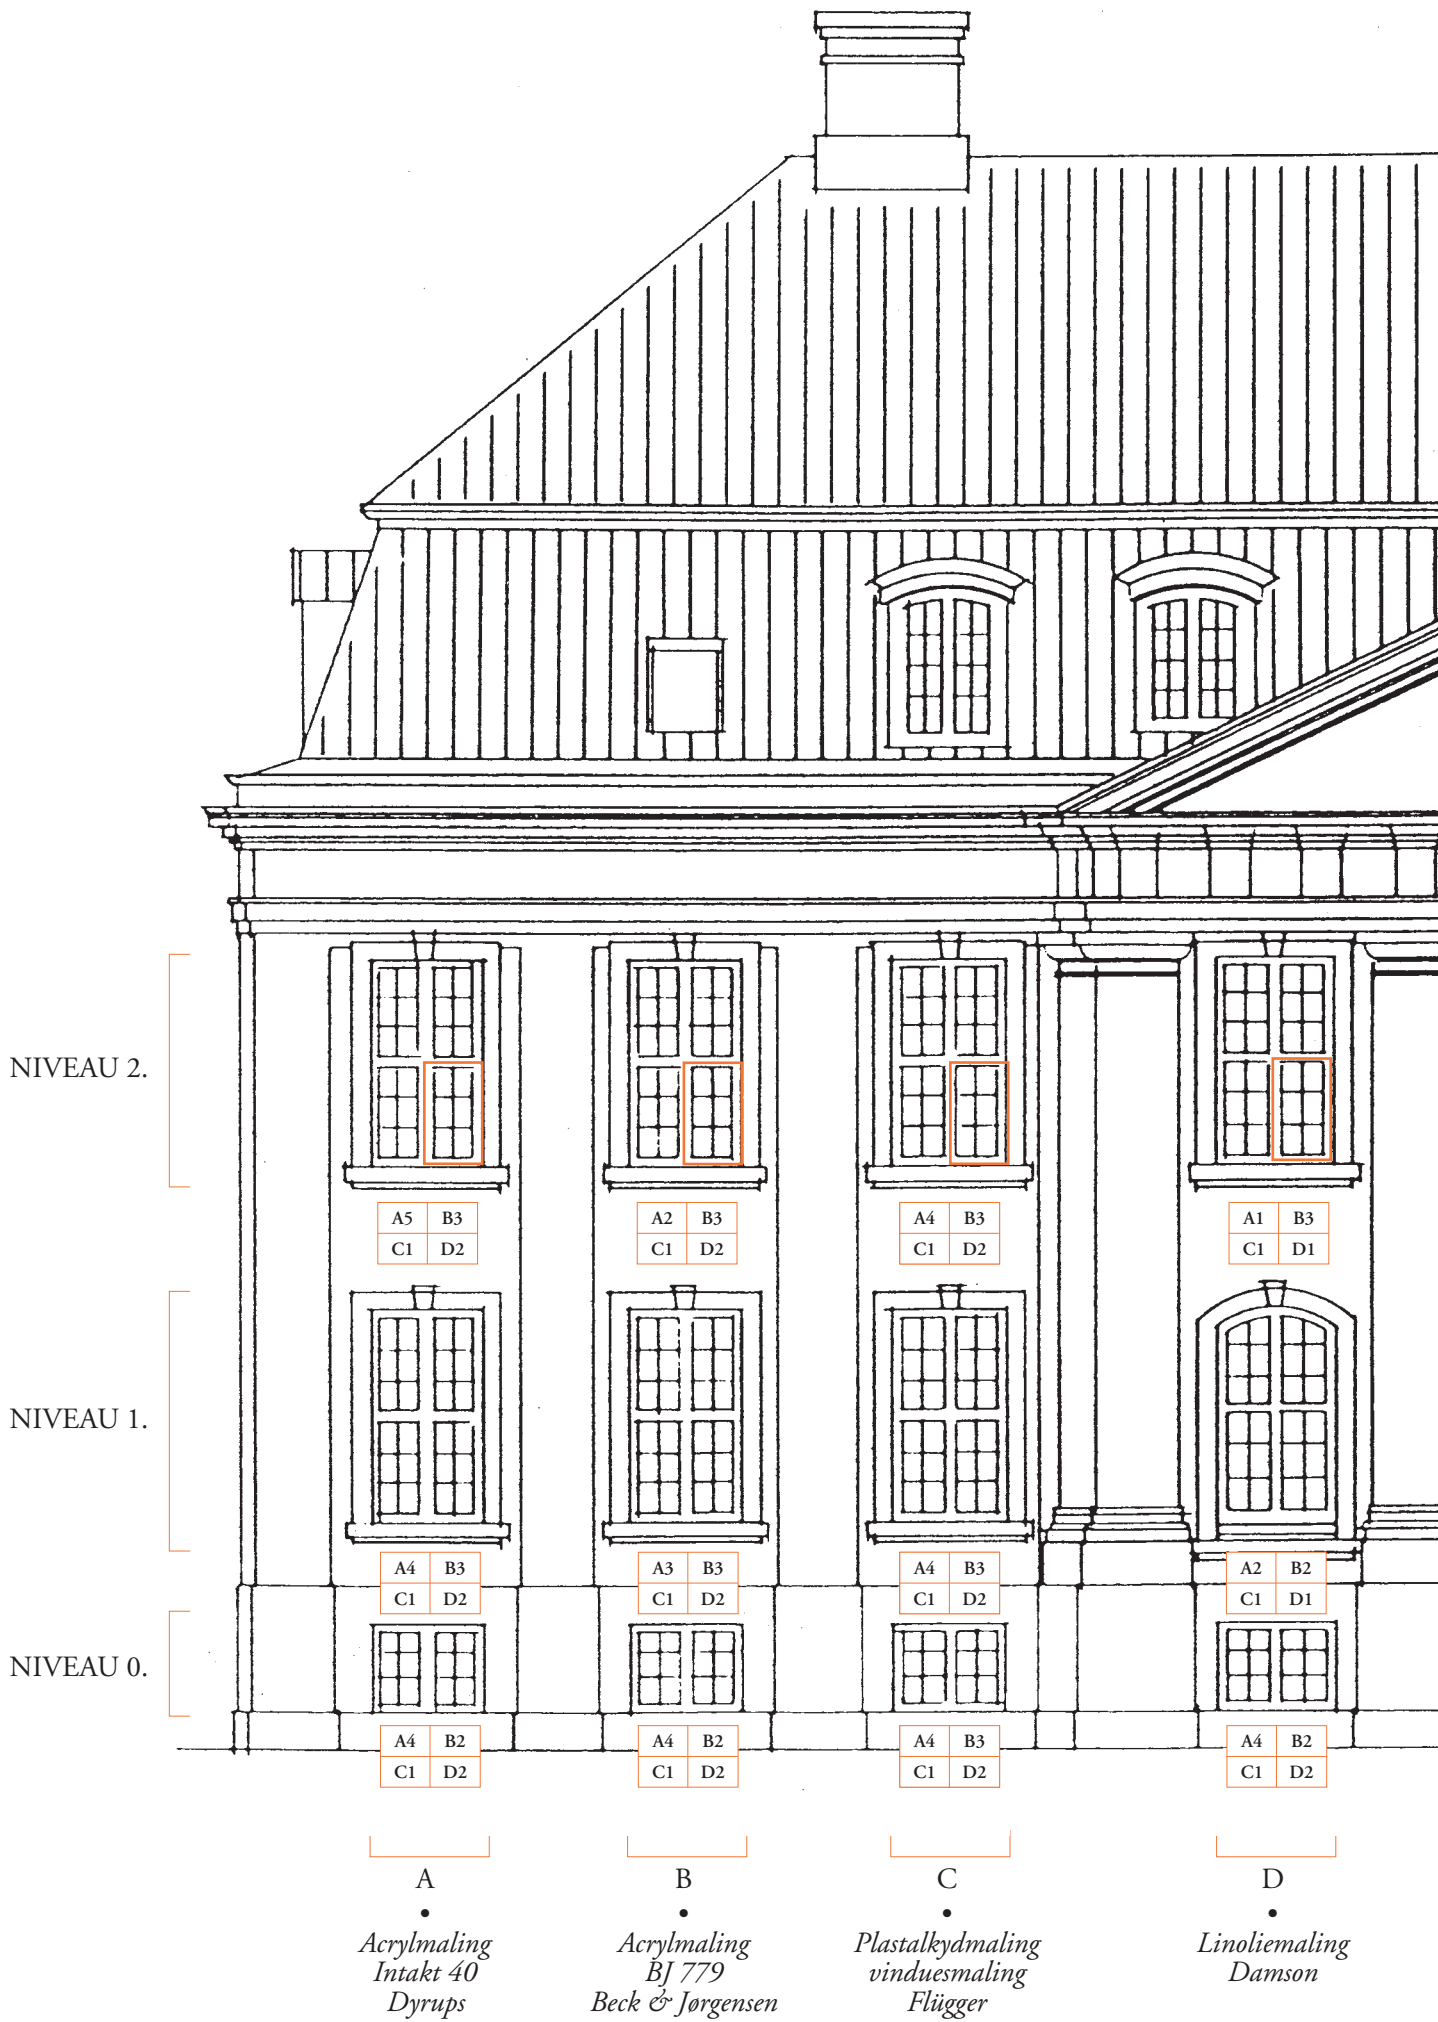 NIVEAU 2.
A5 B3 A2 B3 A4 B3 A1 B3
C1 D2 C1 D2 C1 D2 C1 D1
NIVEAU 1.
A4 B3 A3 B3 A4 B3 A2 B2
C1 D2 C1 D2 C1 D2 C1 D1
NIVEAU 0.
A4 B2 A4 B2 A4 B3 A4 B2
C1 D2 C1 D2 C1 D2 C1 D2
A
•
Acrylmaling
Intakt 40
Dyrups
B
•
Acrylmaling
BJ 779
Beck & Jørgensen
C
•
Plastalkydmaling
vinduesmaling
Flügger
D
•
Linoliemaling
Damson